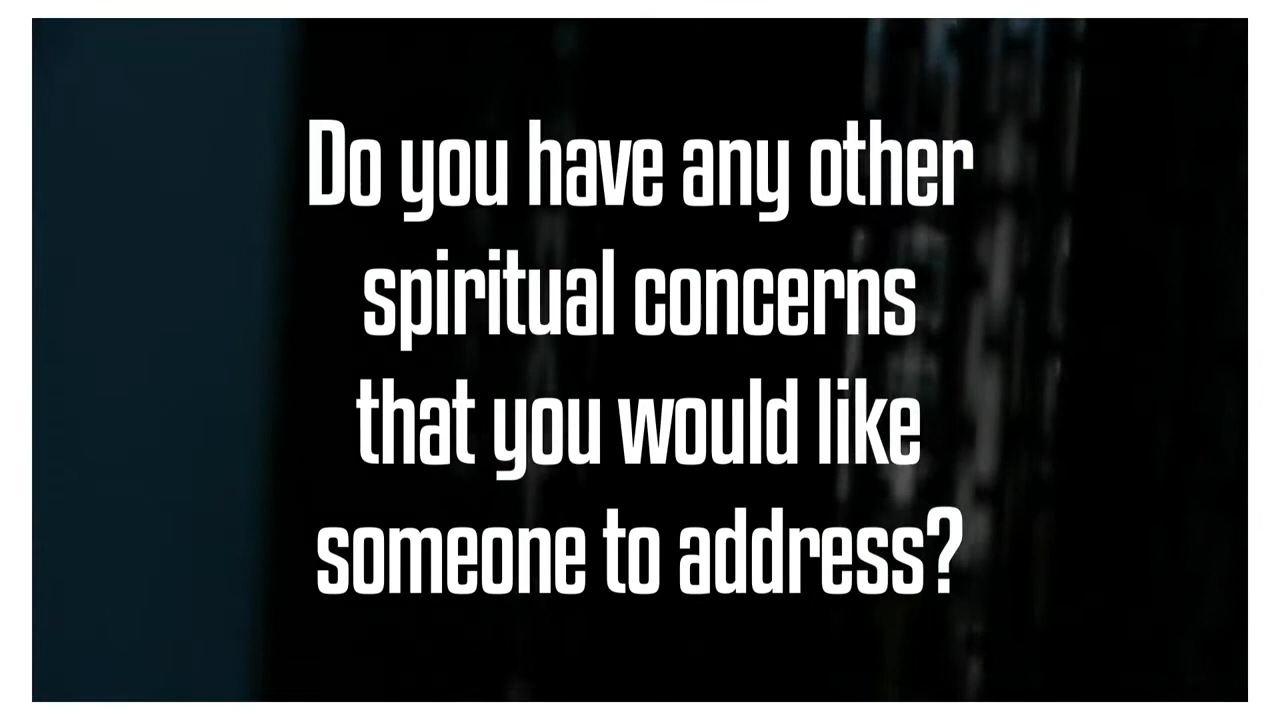 Do you have any other
spiritual concerns
that you would like
someone to address?